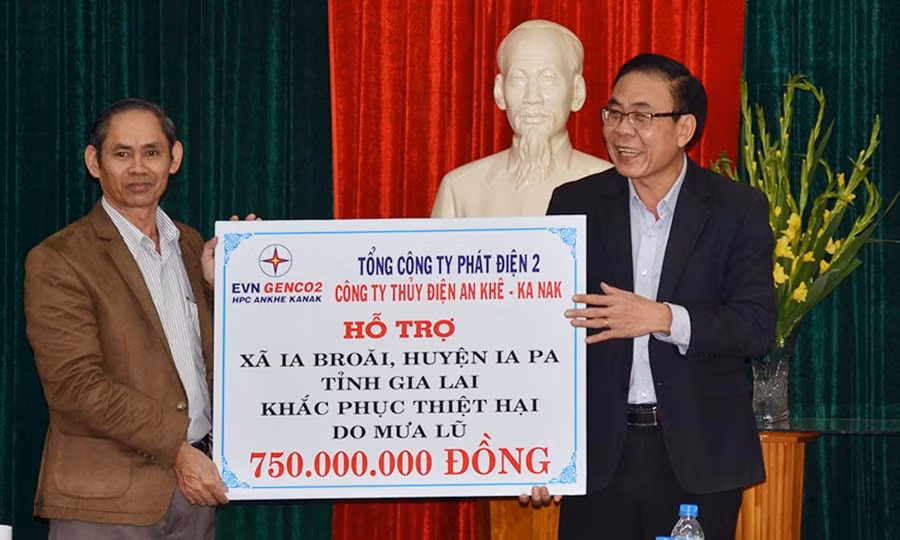 TỔNG CÔNG TY PHÁT ĐIỆN 2
EVN GENCO2
HPC ANKHE KANAK
CÔNG TY THỦY ĐIỆN AN KHÊ - KA NAK
HỖ TRỢ
XÃ IA BROĂI, HUYỆN IA PA
TỈNH GIA LAI
KHẮC PHỤC THIỆT HẠI
DO MƯA LŨ
750.000.000 ĐỒNG